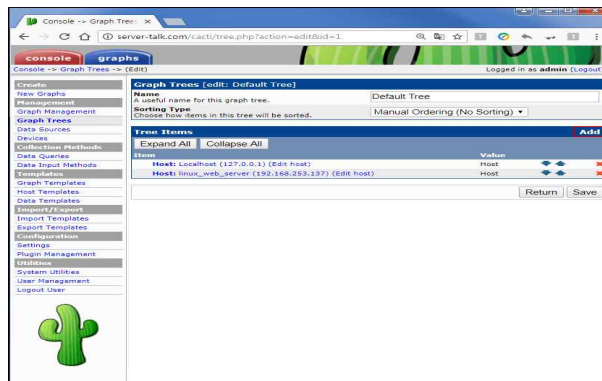 Console -> Graph Trees
server-talk.com/cacti/tree.php?action=edit&id=1
console graphs
Console -> Graph Trees -> (Edit)
Logged in as admin (Logout)
Create
New Graphs
Management
Graph Management
Graph Trees
Data Sources
Devices
Collection Methods
Data Queries
Data Input Methods
Templates
Graph Templates
Host Templates
Data Templates
Import/Export
Import Templates
Export Templates
Configuration
Settings
Plugin Management
Utilities
System Utilities
User Management
Logout User
Graph Trees [edit: Default Tree]
Name
A useful name for this graph tree.
Default Tree
Sorting Type
Choose how items in this tree will be sorted.
Manual Ordering (No Sorting)
Tree Items
Add
Expand All Collapse All
Item Value
Host: Localhost (127.0.0.1) (Edit host) Host
Host: linux_web_server (192.168.253.137) (Edit host) Host
Return Save